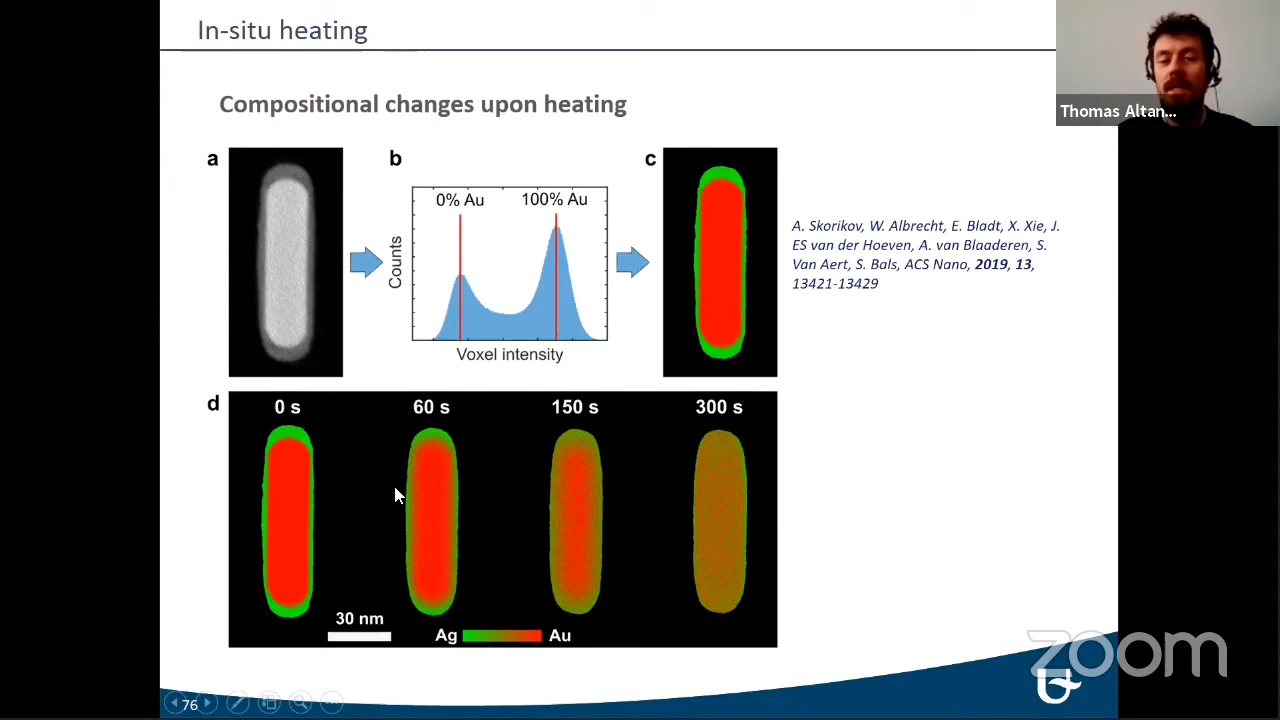 In-situ heating
Thomas Altan...
Compositional changes upon heating
a
b
c
0% Au
100% Au
Counts
Voxel intensity
A. Skorikov, W. Albrecht, E. Bladt, X. Xie, J.
ES van der Hoeven, A. van Blaaderen, S.
Van Aert, S. Bals, ACS Nano, 2019, 13,
13421-13429
d
0 s
60 s
150 s
300 s
30 nm
Ag
Au
zoom
76